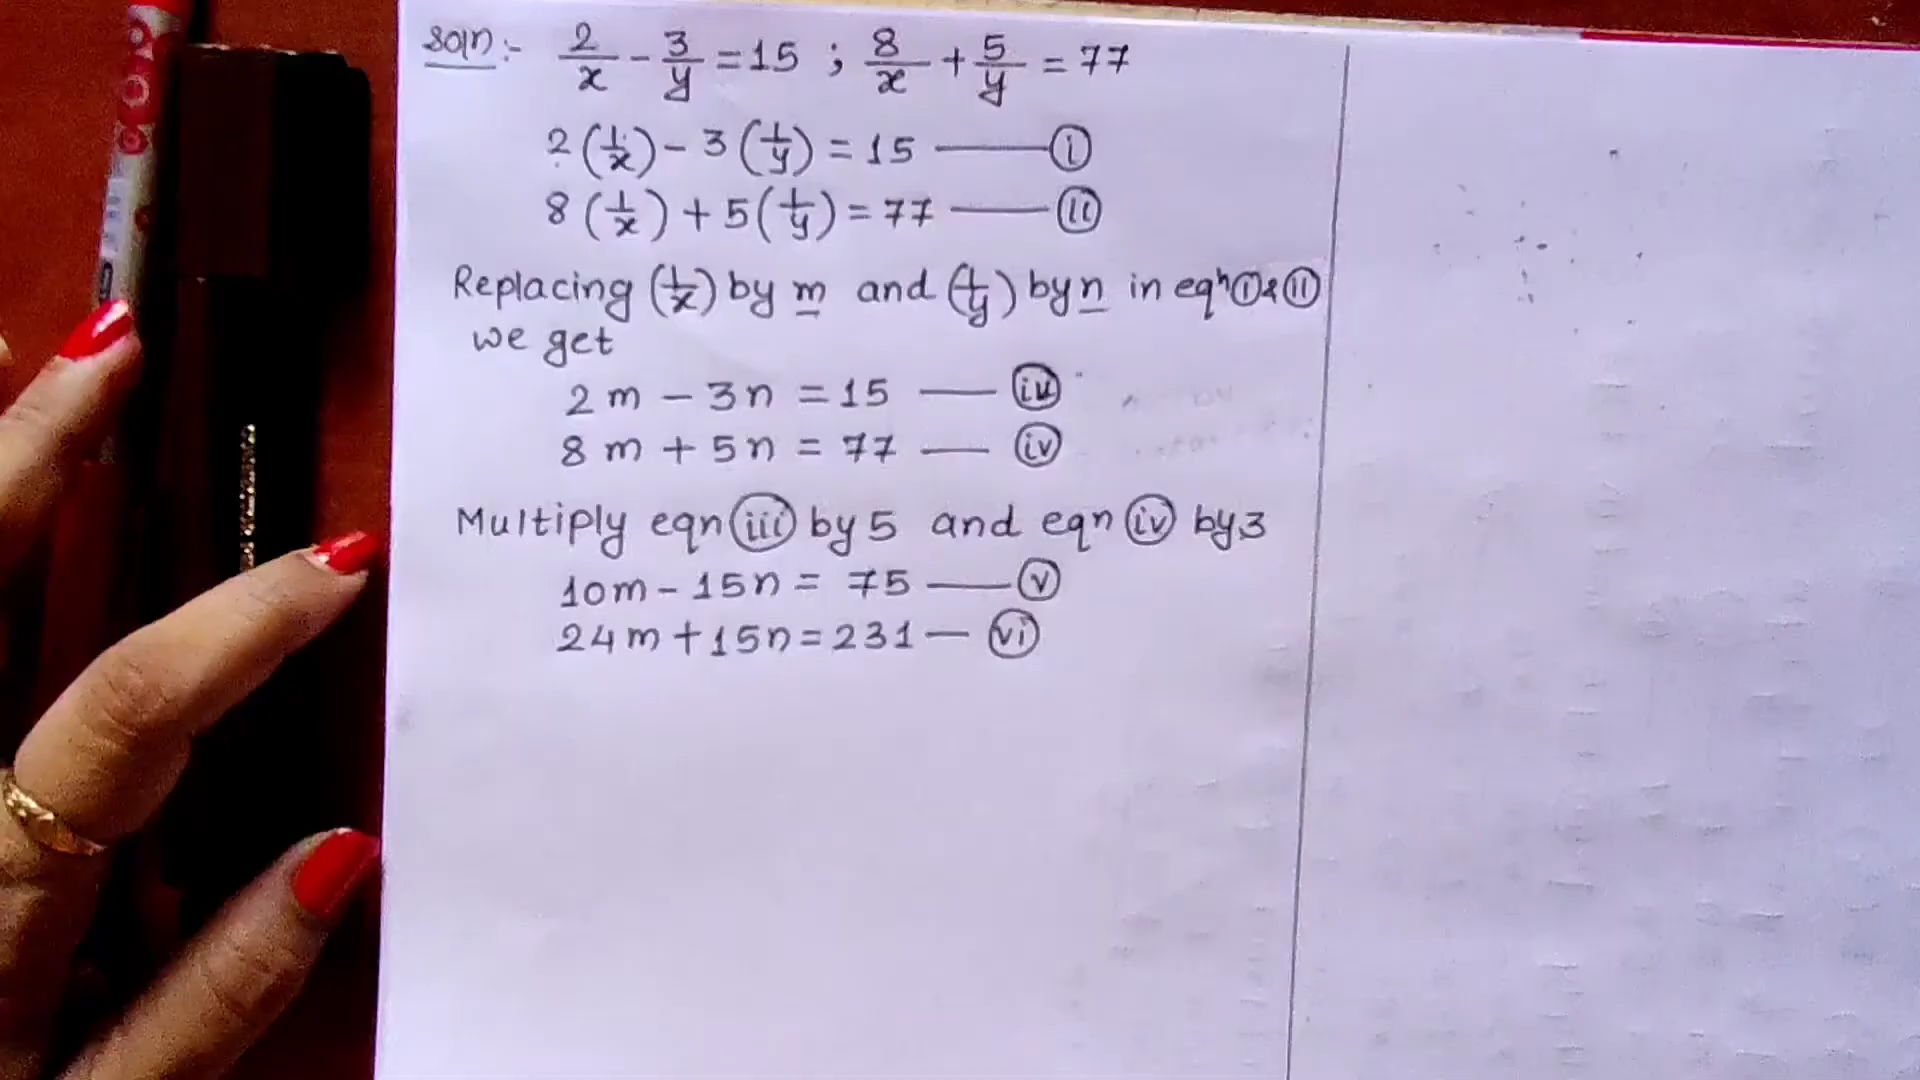 Soln:- 2/x - 3/y = 15 ; 8/x + 5/y = 77
2(1/x) - 3(1/y) = 15 —— (i)
8(1/x) + 5(1/y) = 77 —— (ii)
Replacing (1/x) by m and (1/y) by n in eqn (i) & (ii)
we get
2m - 3n = 15 —— (iii)
8m + 5n = 77 —— (iv)
Multiply eqn (iii) by 5 and eqn (iv) by 3
10m - 15n = 75 —— (v)
24m + 15n = 231 — (vi)